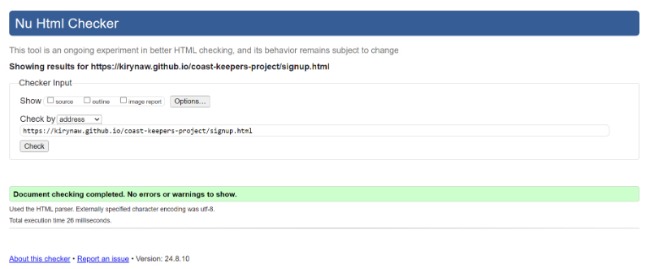 Nu Html Checker
This tool is an ongoing experiment in better HTML checking, and its behavior remains subject to change
Showing results for https://kirynaw.github.io/coast-keepers-project/signup.html
Checker Input
Show source outline image report Options...
Check by address
https://kirynaw.github.io/coast-keepers-project/signup.html
Check
Document checking completed. No errors or warnings to show.
Used the HTML parser. Externally specified character encoding was utf-8.
Total execution time 26 milliseconds.
About this checker • Report an issue • Version: 24.8.10